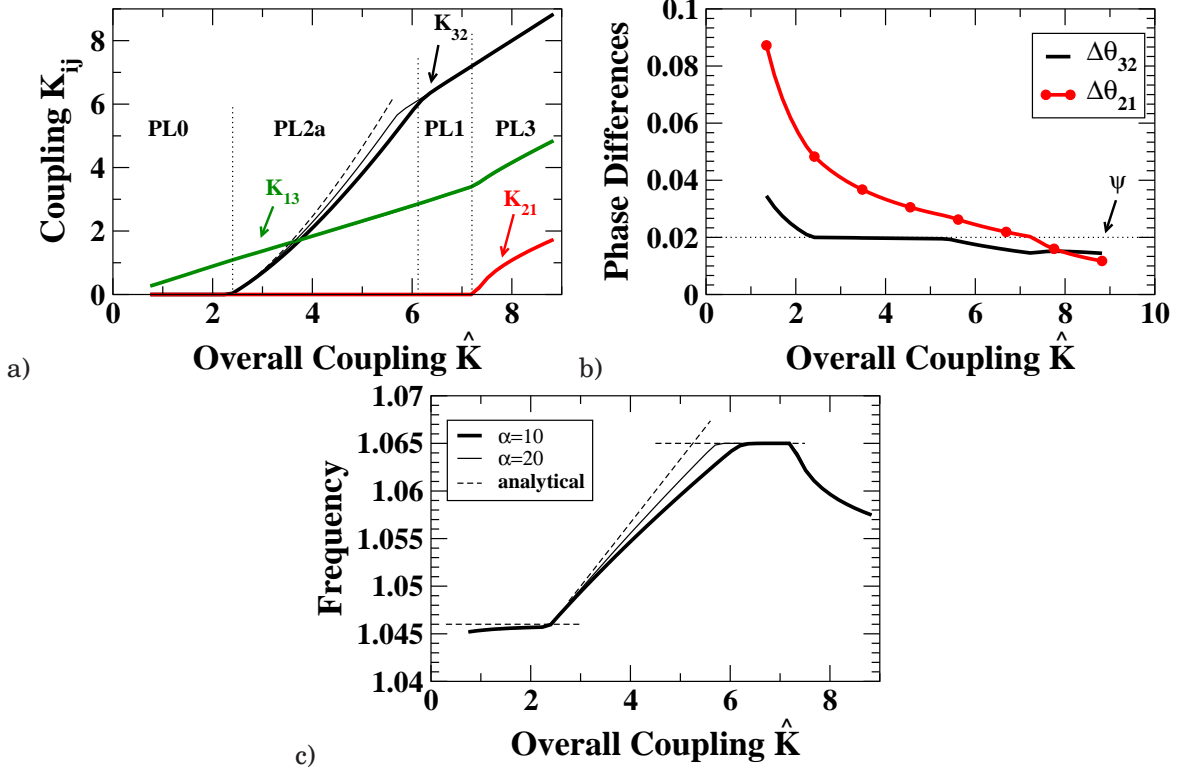 Coupling K_ij
8
6
4
2
0
K_32
PL0
PL2a
PL1
PL3
K_13
K_21
0 2 4 6 8
Overall Coupling K̂
a)
Phase Differences
0.1
0.08
0.06
0.04
0.02
0
Δθ_32
Δθ_21
ψ
0 2 4 6 8 10
Overall Coupling K̂
b)
Frequency
1.07
1.065
1.06
1.055
1.05
1.045
1.04
α=10
α=20
analytical
0 2 4 6 8
Overall Coupling K̂
c)